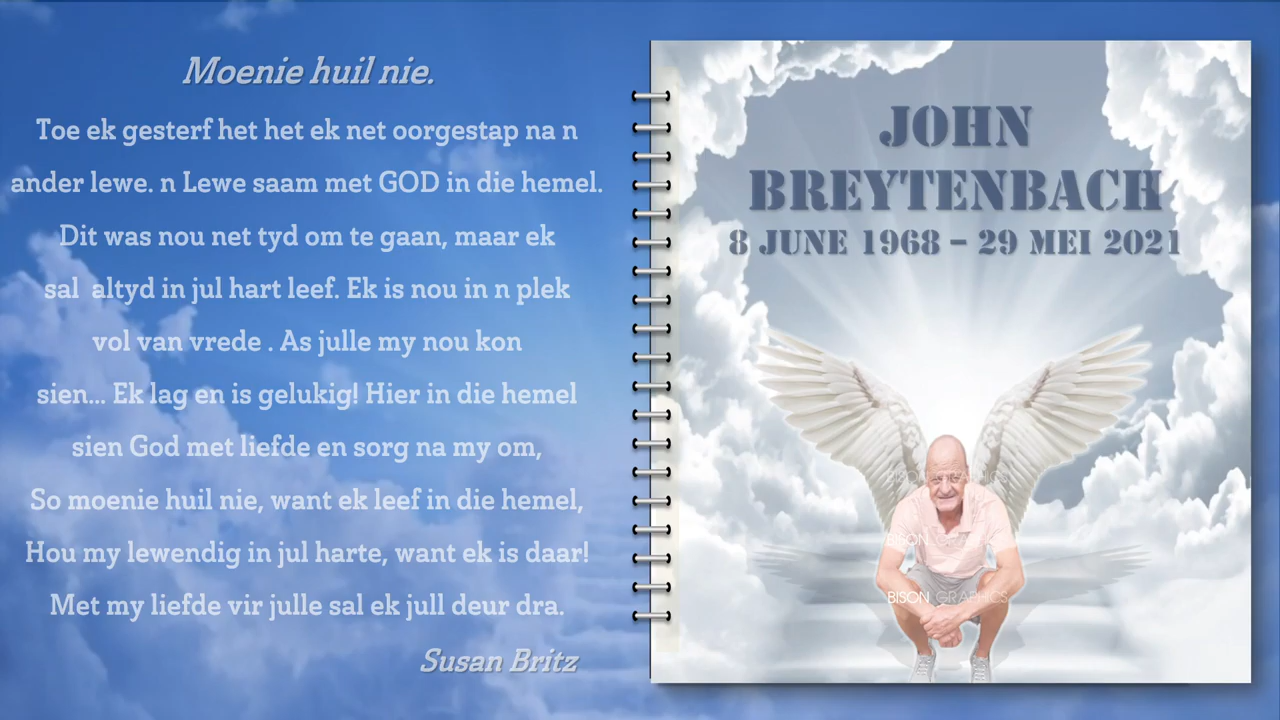 Moenie huil nie.
Toe ek gesterf het het ek net oorgestap na n
ander lewe. n Lewe saam met GOD in die hemel.
Dit was nou net tyd om te gaan, maar ek
sal altyd in jul hart leef. Ek is nou in n plek
vol van vrede . As julle my nou kon
sien... Ek lag en is gelukig! Hier in die hemel
sien God met liefde en sorg na my om,
So moenie huil nie, want ek leef in die hemel,
Hou my lewendig in jul harte, want ek is daar!
Met my liefde vir julle sal ek jull deur dra.
Susan Britz
JOHN
BREYTENBACH
8 JUNE 1968 – 29 MEI 2021
BISON GRAPHICS
BISON GRAPHICS
BISON GRAPHICS